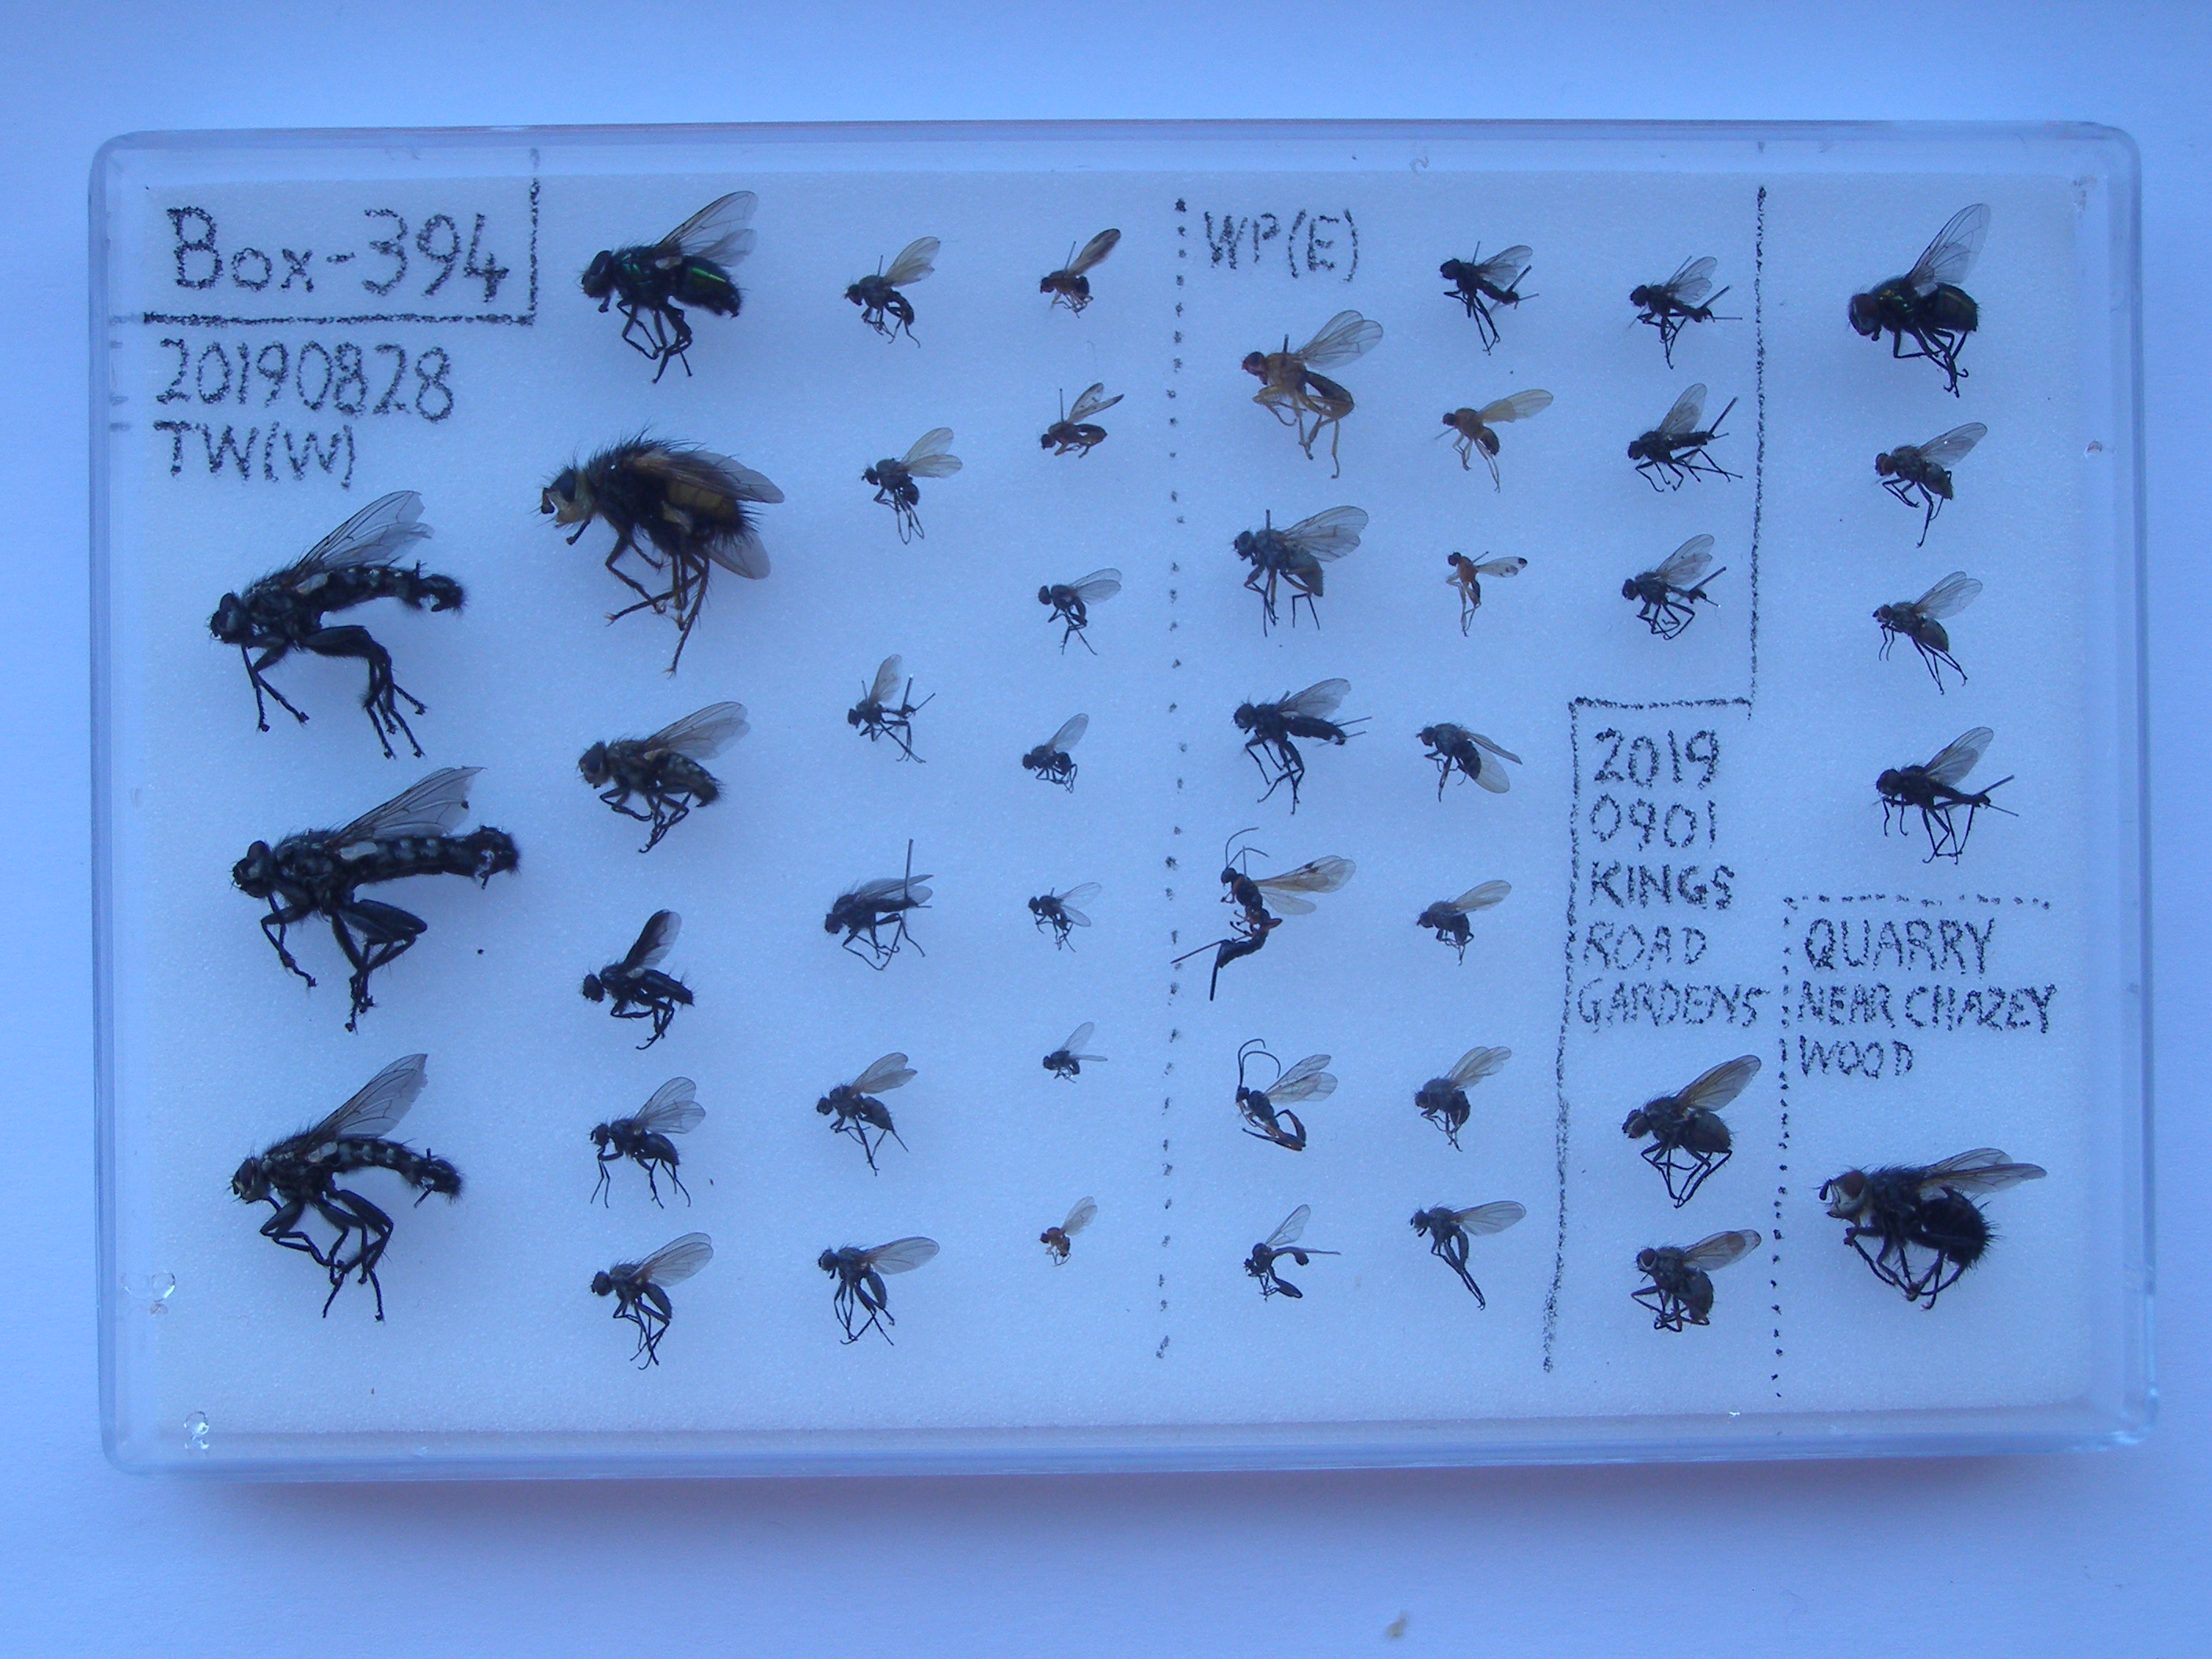 Box-394
20190828
TW(W)
WP(E)
2019
0901
KINGS
ROAD
GARDENS
QUARRY
NEAR CHAZEY
WOOD